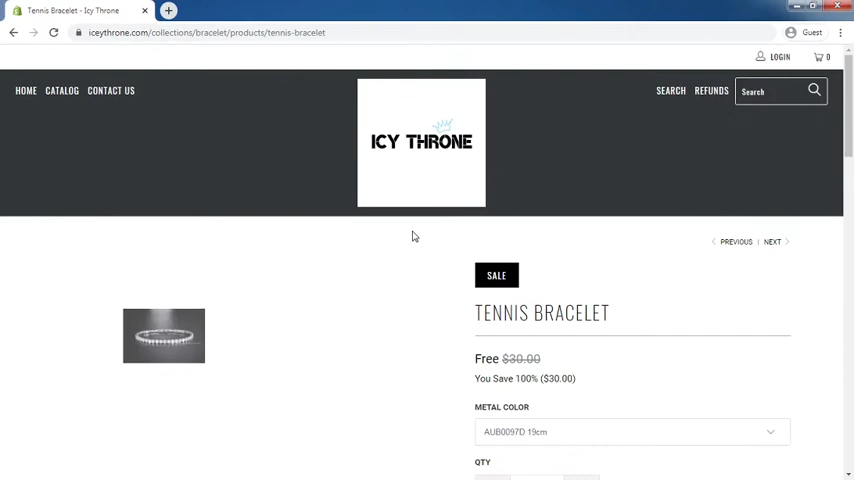 Tennis Bracelet - Icy Throne
iceythrone.com/collections/bracelet/products/tennis-bracelet
Guest
LOGIN
0
HOME
CATALOG
CONTACT US
ICY THRONE
SEARCH
REFUNDS
Search
PREVIOUS | NEXT
SALE
TENNIS BRACELET
Free $30.00
You Save 100% ($30.00)
METAL COLOR
AUB0097D 19cm
QTY